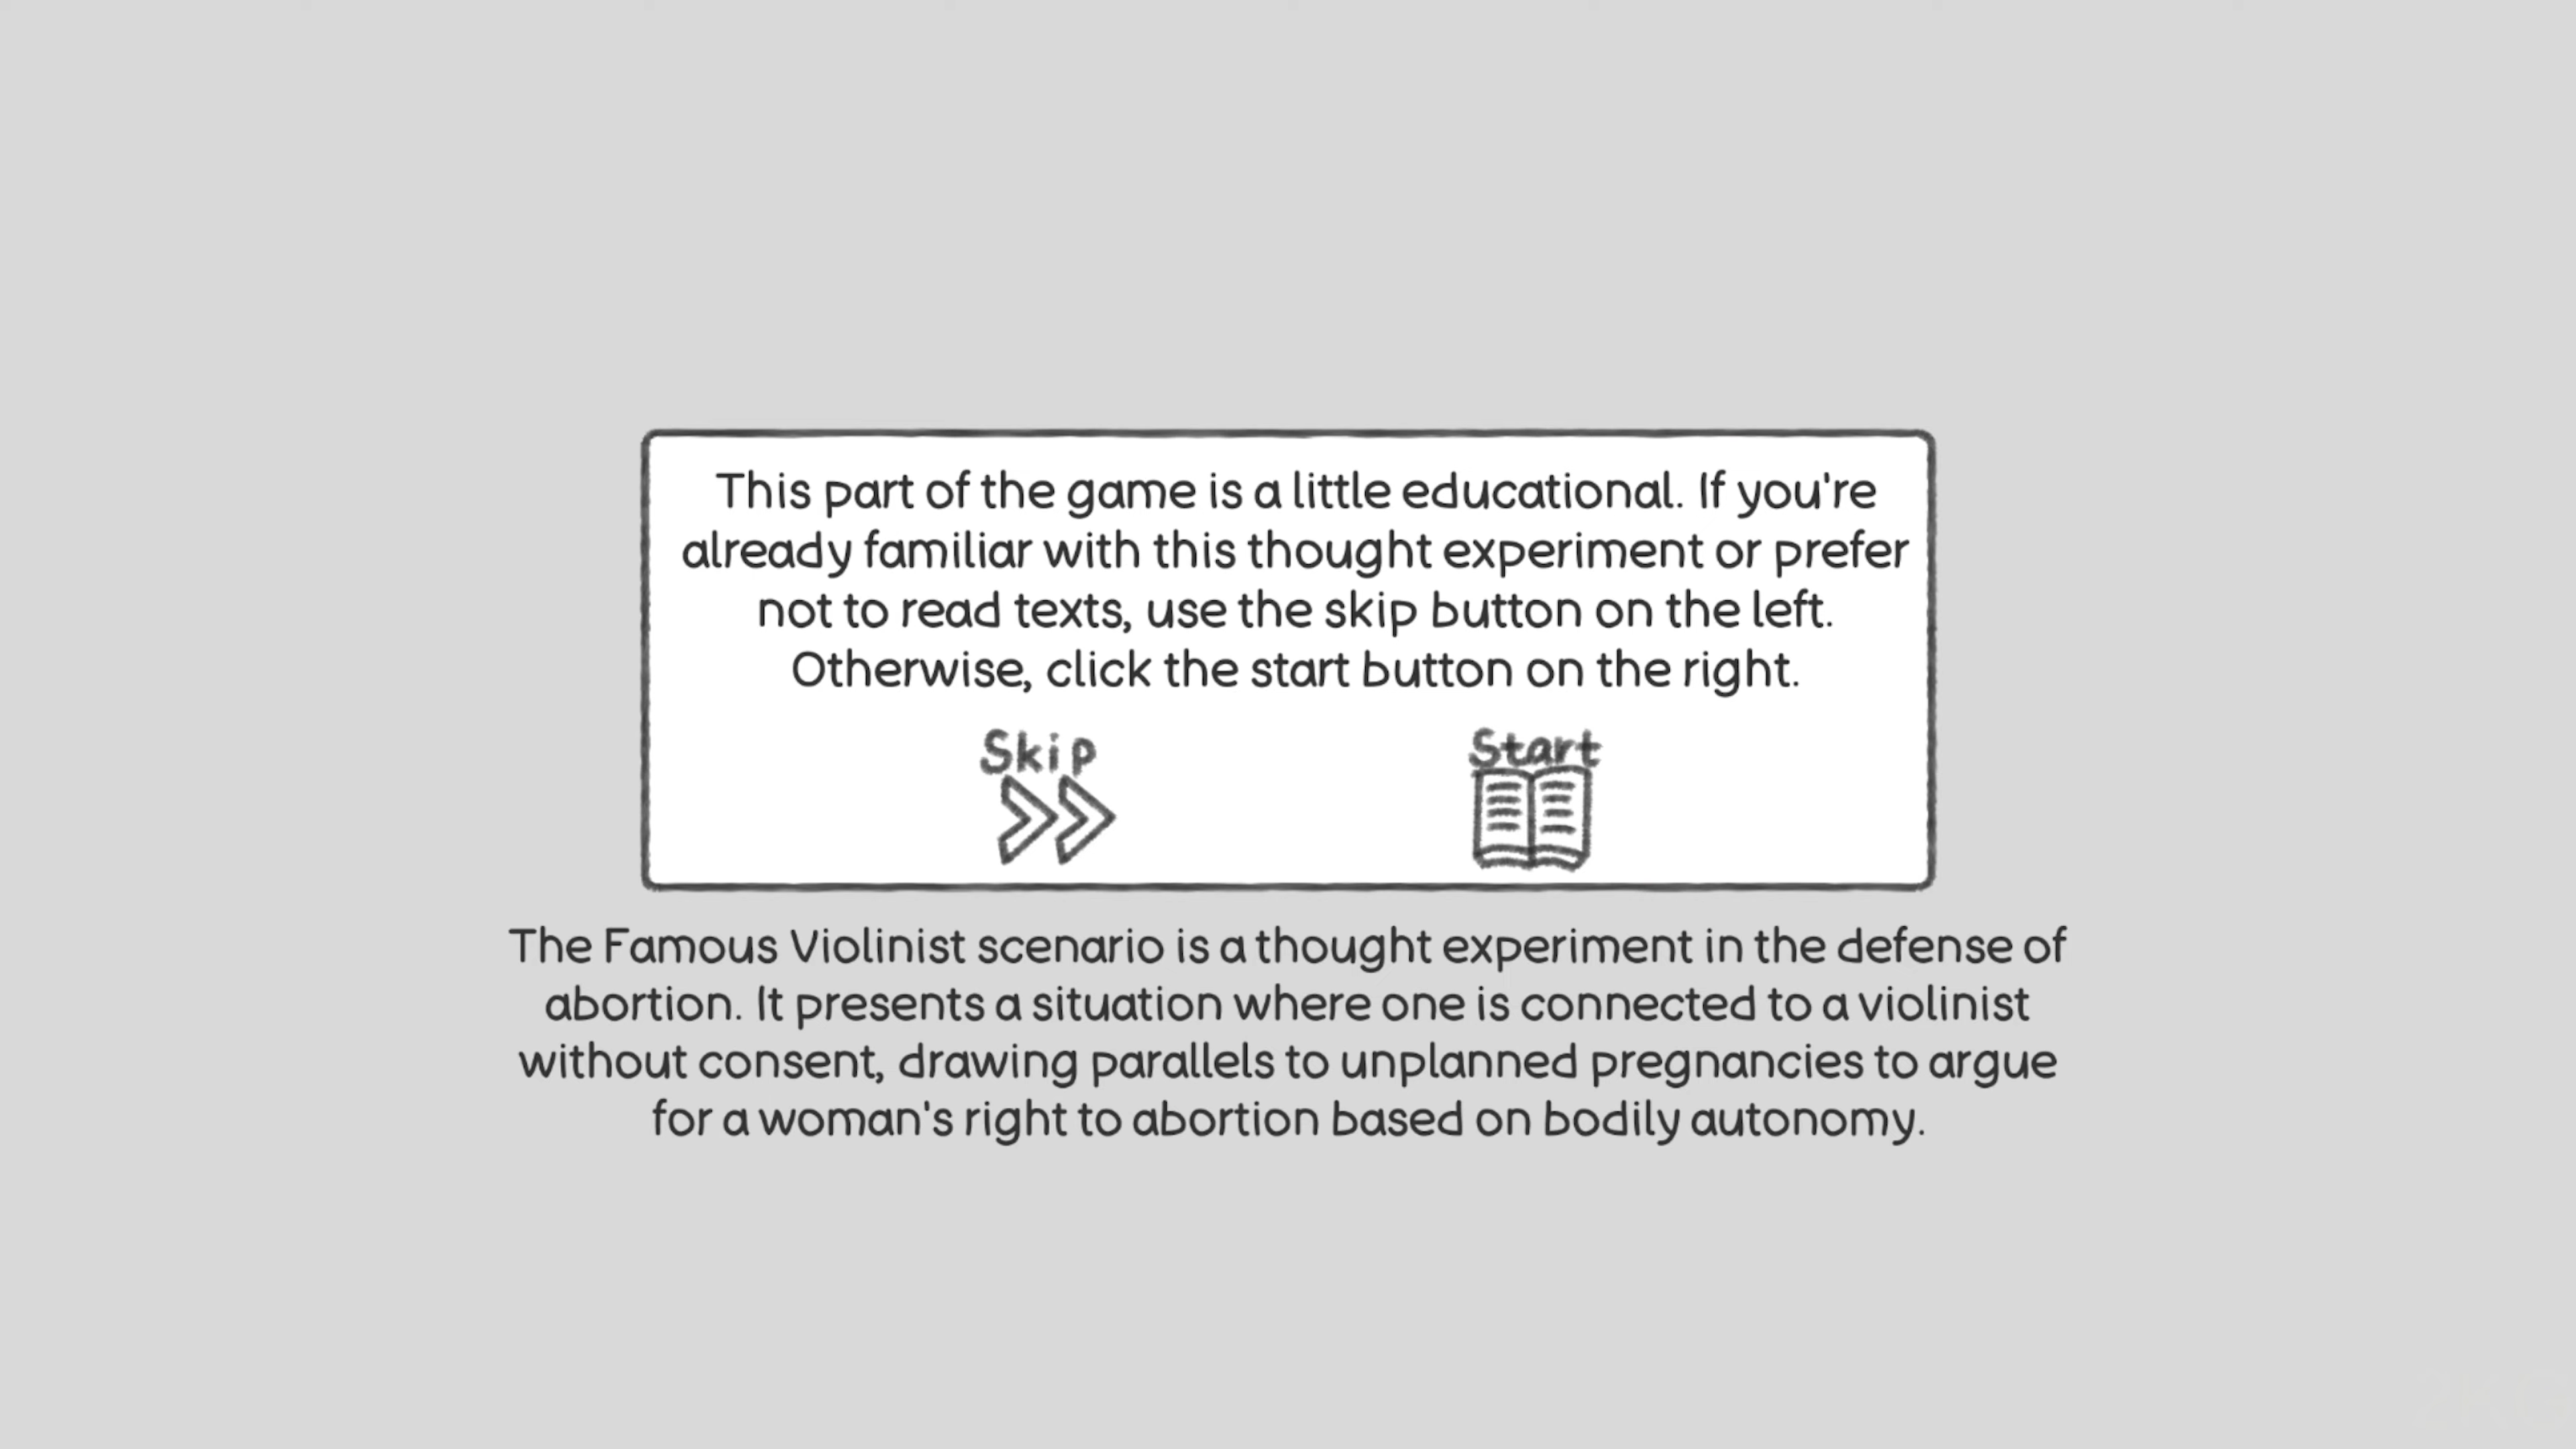 This part of the game is a little educational. If you're
already familiar with this thought experiment or prefer
not to read texts, use the skip button on the left.
Otherwise, click the start button on the right.
Skip
Start
The Famous Violinist scenario is a thought experiment in the defense of
abortion. It presents a situation where one is connected to a violinist
without consent, drawing parallels to unplanned pregnancies to argue
for a woman's right to abortion based on bodily autonomy.